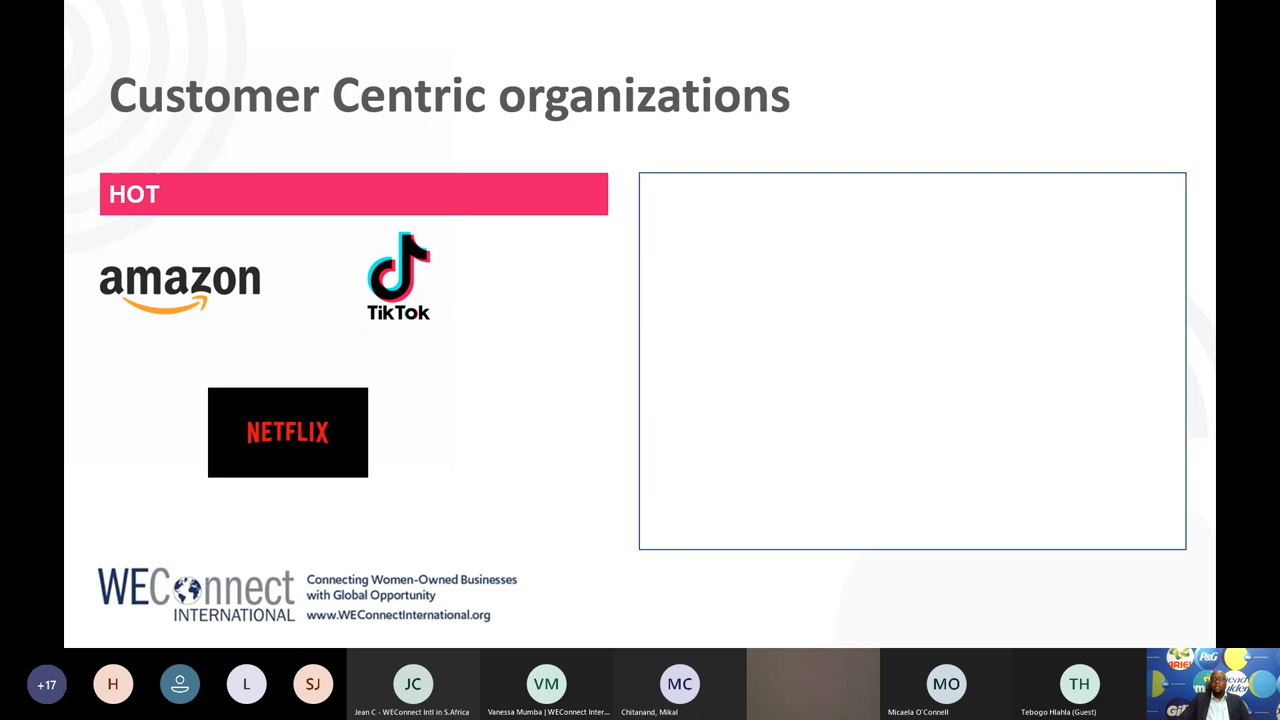 Customer Centric organizations
HOT
amazon
TikTok
NETFLIX
WEConnect
INTERNATIONAL
Connecting Women-Owned Businesses
with Global Opportunity
www.WEConnectInternational.org
+17
H
L
SJ
JC
VM
MC
MO
TH
Jean C - WEConnect Intl in S.Africa
Vanessa Mumba | WEConnect Inter...
Chitanand, Mikal
Micaela O'Connell
Tebogo Hlahla (Guest)
ARIEL
P&G